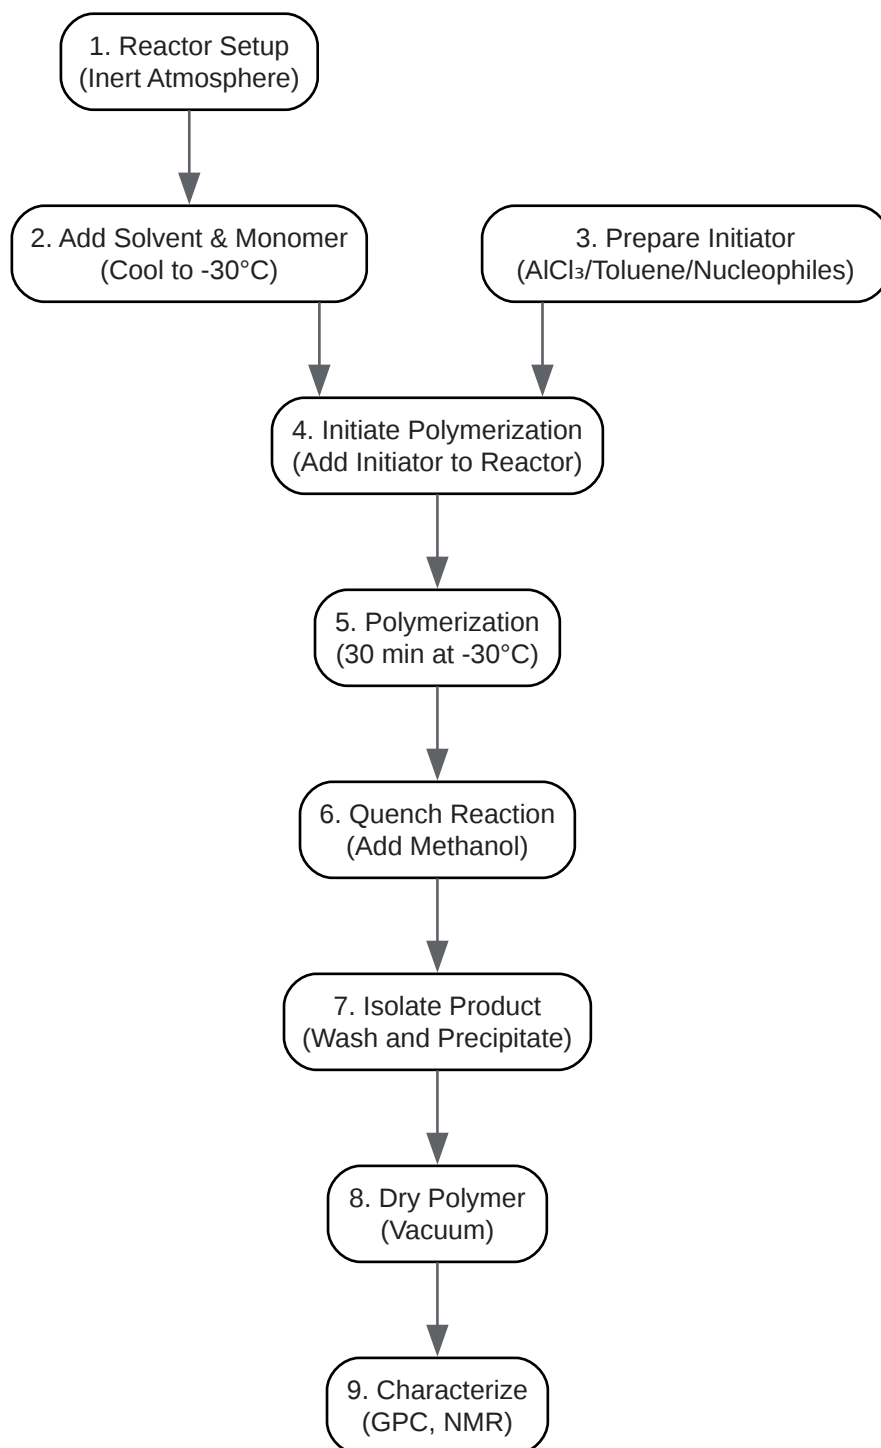 1. Reactor Setup
(Inert Atmosphere)
2. Add Solvent & Monomer
(Cool to -30°C)
3. Prepare Initiator
(AlCl₃/Toluene/Nucleophiles)
4. Initiate Polymerization
(Add Initiator to Reactor)
5. Polymerization
(30 min at -30°C)
6. Quench Reaction
(Add Methanol)
7. Isolate Product
(Wash and Precipitate)
8. Dry Polymer
(Vacuum)
9. Characterize
(GPC, NMR)